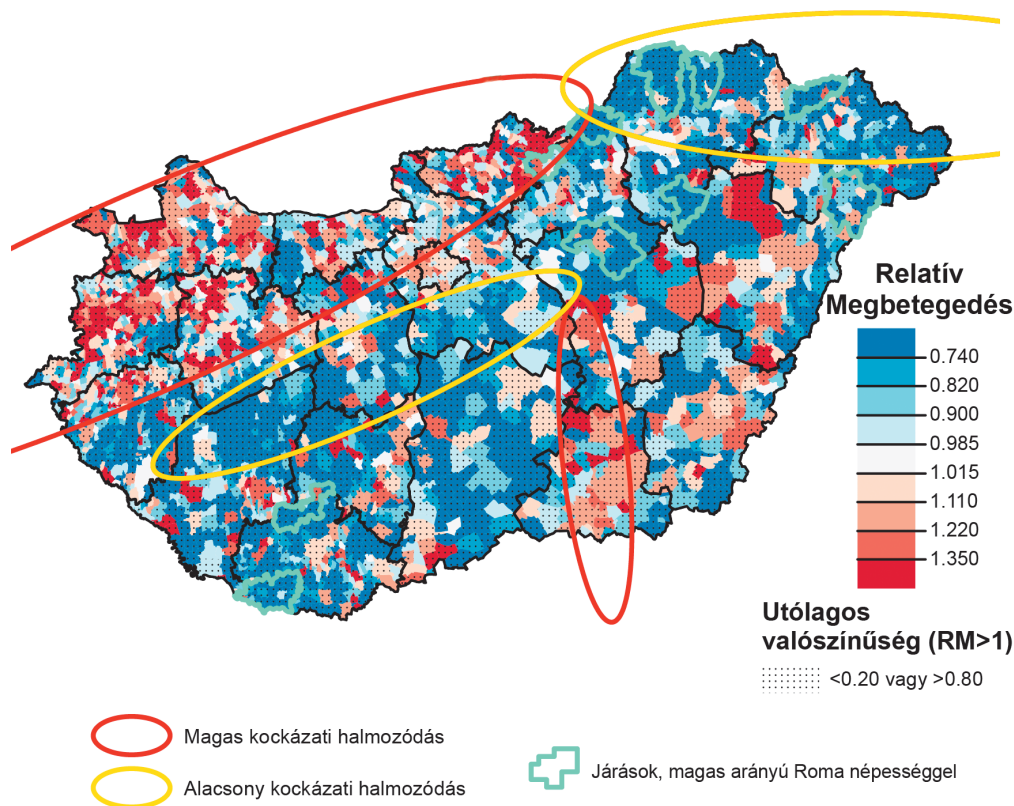 Relatív
Megbetegedés
0.740
0.820
0.900
0.985
1.015
1.110
1.220
1.350
Utólagos
valószínűség (RM>1)
<0.20 vagy >0.80
Magas kockázati halmozódás
Alacsony kockázati halmozódás
Járások, magas arányú Roma népességgel